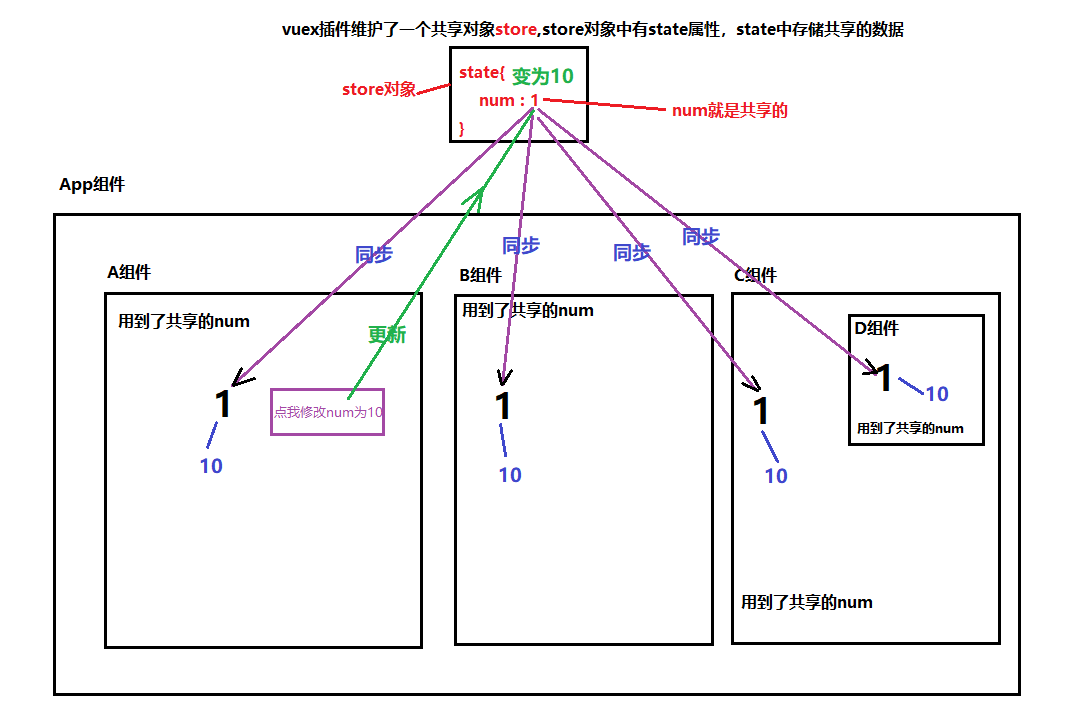 vuex插件维护了一个共享对象store,store对象中有state属性，state中存储共享的数据
state{ 变为10
store对象
num : 1
num就是共享的
}
App组件
同步
同步
同步
同步
A组件
B组件
C组件
用到了共享的num
用到了共享的num
D组件
更新
1
点我修改num为10
1
1
1
10
用到了共享的num
10
10
10
用到了共享的num